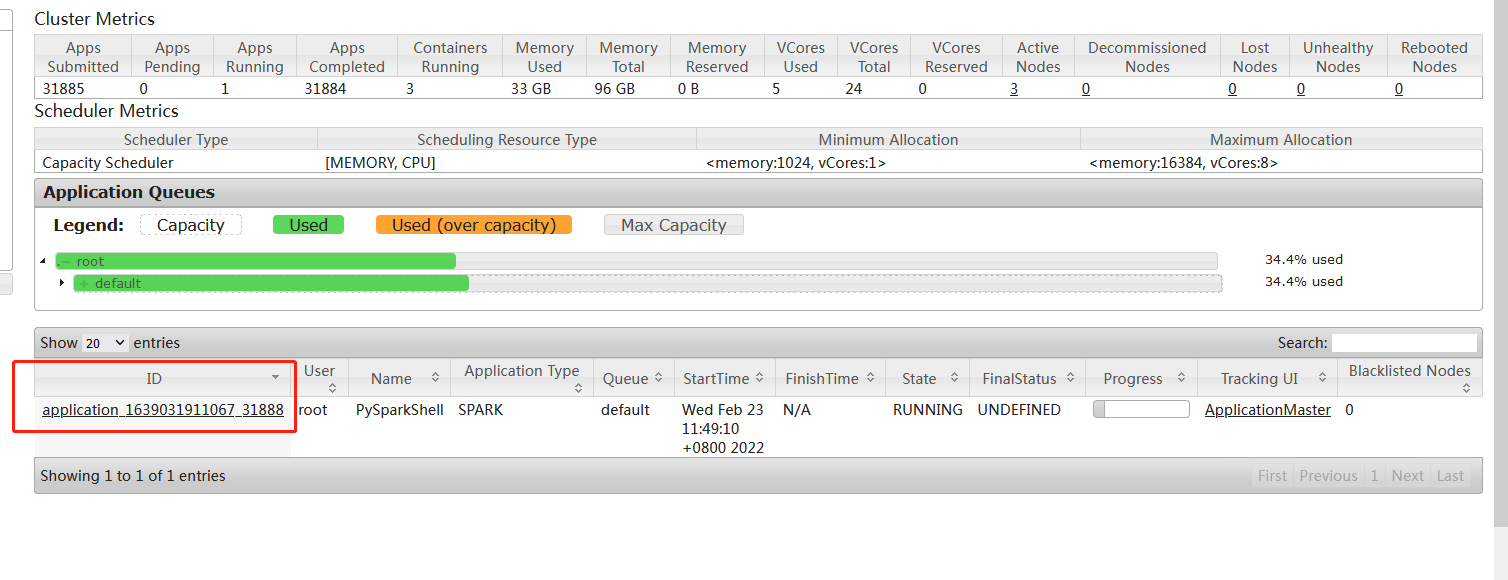 Cluster Metrics
Apps Submitted Apps Pending Apps Running Apps Completed Containers Running Memory Used Memory Total Memory Reserved VCores Used VCores Total VCores Reserved Active Nodes Decommissioned Nodes Lost Nodes Unhealthy Nodes Rebooted Nodes
31885 0 1 31884 3 33 GB 96 GB 0 B 5 24 0 3 0 0 0 0
Scheduler Metrics
Scheduler Type Scheduling Resource Type Minimum Allocation Maximum Allocation
Capacity Scheduler [MEMORY, CPU] <memory:1024, vCores:1> <memory:16384, vCores:8>
Application Queues
Legend: Capacity Used Used (over capacity) Max Capacity
root 34.4% used
+ default 34.4% used
Show 20 entries Search:
ID User Name Application Type Queue StartTime FinishTime State FinalStatus Progress Tracking UI Blacklisted Nodes
application_1639031911067_31888 root PySparkShell SPARK default Wed Feb 23 N/A RUNNING UNDEFINED ApplicationMaster 0
11:49:10
+0800 2022
Showing 1 to 1 of 1 entries First Previous 1 Next Last